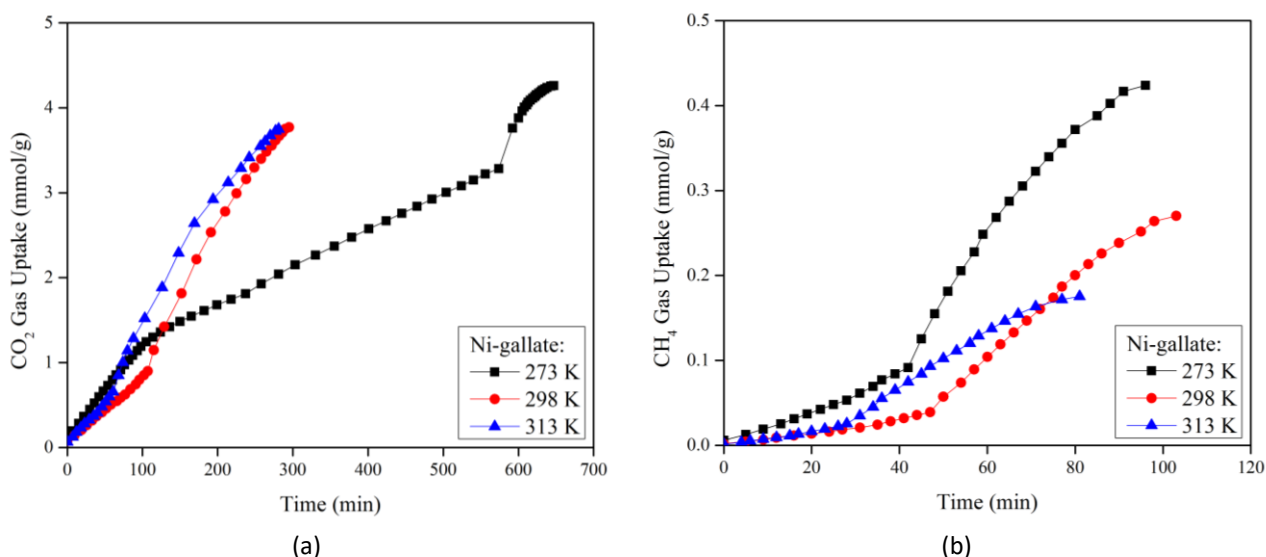 5
4
3
2
1
0
CO2 Gas Uptake (mmol/g)
Ni-gallate:
273 K
298 K
313 K
0 100 200 300 400 500 600 700
Time (min)
(a)
0.5
0.4
0.3
0.2
0.1
0.0
CH4 Gas Uptake (mmol/g)
Ni-gallate:
273 K
298 K
313 K
0 20 40 60 80 100 120
Time (min)
(b)